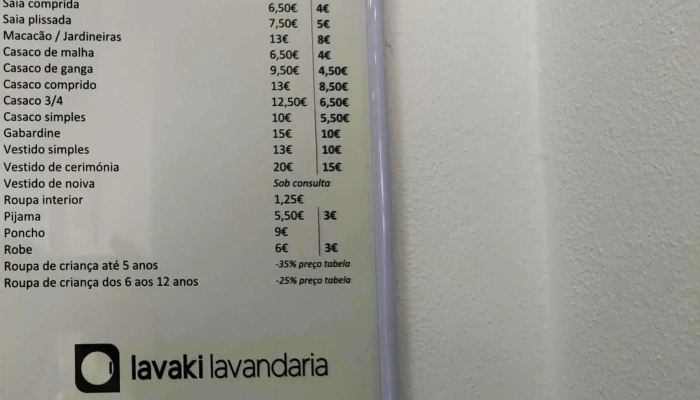 Saia comprida 6,50€ 4€
Saia plissada 7,50€ 5€
Macacão / Jardineiras 13€ 8€
Casaco de malha 6,50€ 4€
Casaco de ganga 9,50€ 4,50€
Casaco comprido 13€ 8,50€
Casaco 3/4 12,50€ 6,50€
Casaco simples 10€ 5,50€
Gabardine 15€ 10€
Vestido simples 13€ 10€
Vestido de cerimónia 20€ 15€
Vestido de noiva Sob consulta
Roupa interior 1,25€
Pijama 5,50€ 3€
Poncho 9€
Robe 6€ 3€
Roupa de criança até 5 anos -35% preço tabela
Roupa de criança dos 6 aos 12 anos -25% preço tabela
lavaki lavandaria